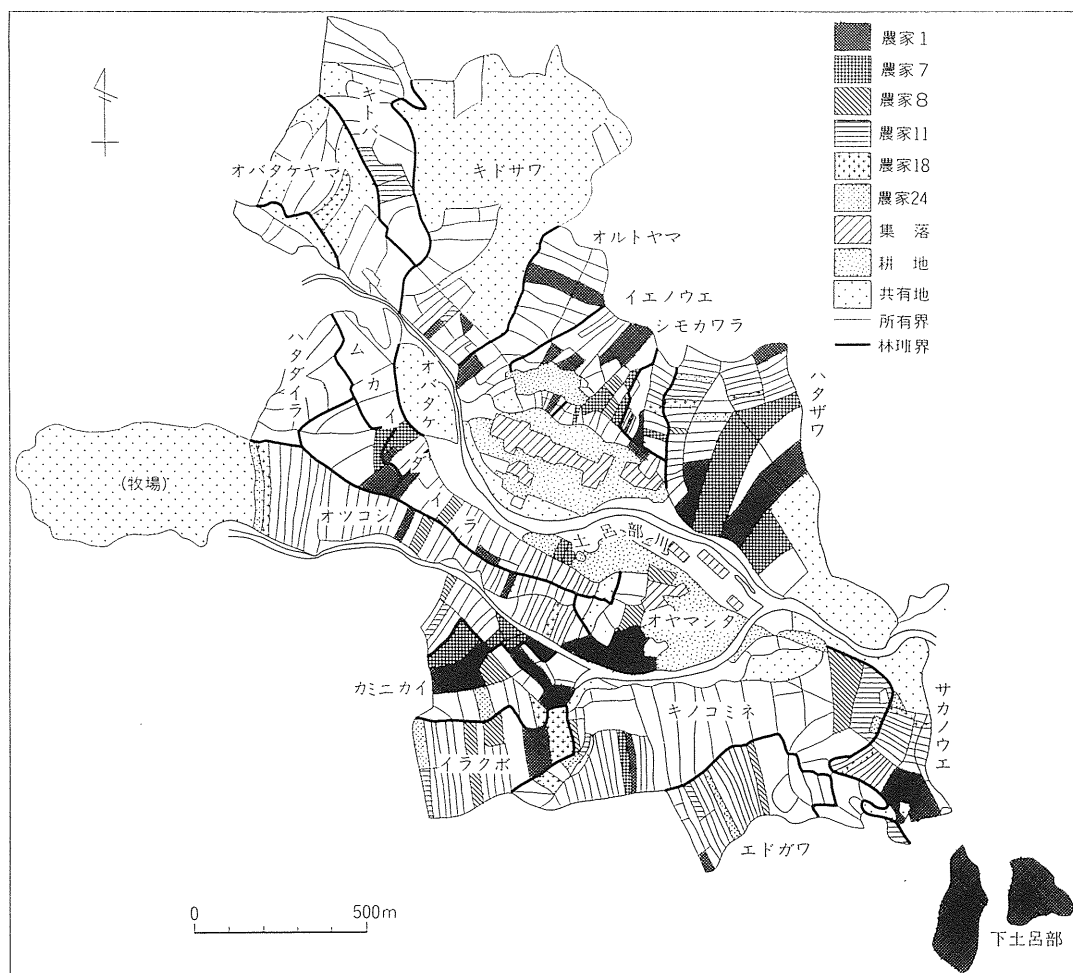 農家1
農家7
農家8
農家11
農家18
農家24
集落
耕地
共有地
所有界
林班界
キトバ
オバタケヤマ
キドサワ
オルトヤマ
イエノウエ
シモカワラ
ハタザワ
ハタダイラ
ムカイ
オバタケ
ダイラ
(牧場)
オソコシ
土呂部川
オヤマシタ
カミニカイ
キノコミネ
サカノウエ
イラクボ
エドガワ
下土呂部
0
500m